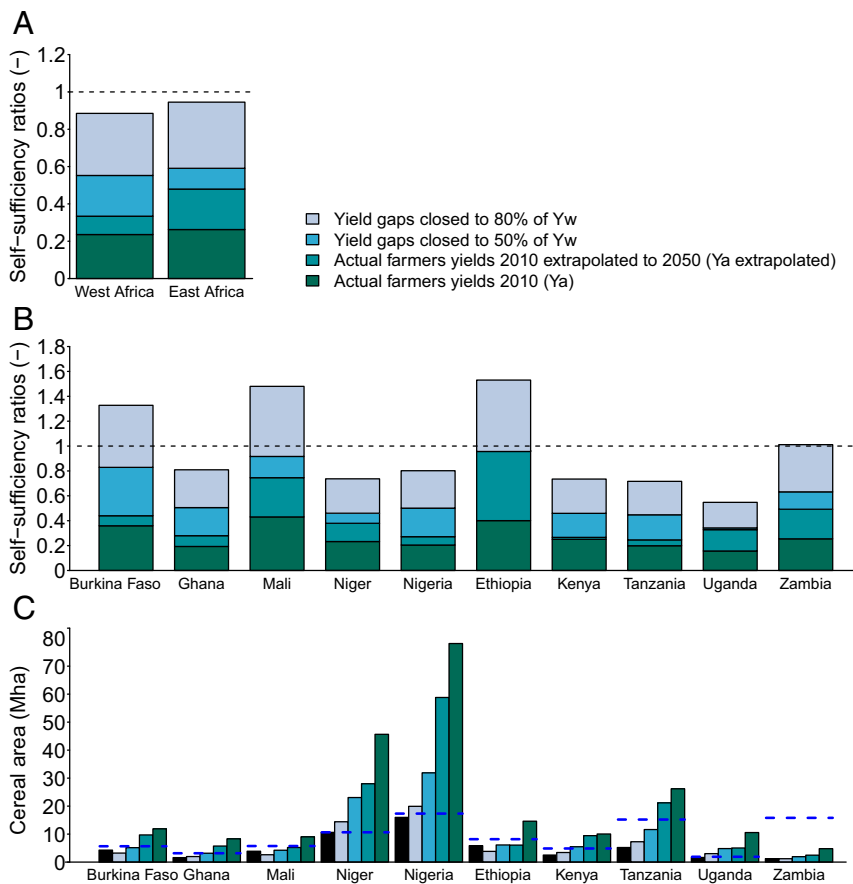 A
Self−sufficiency ratios (−)
1.2
1
0.8
0.6
0.4
0.2
0
West Africa East Africa
Yield gaps closed to 80% of Yw
Yield gaps closed to 50% of Yw
Actual farmers yields 2010 extrapolated to 2050 (Ya extrapolated)
Actual farmers yields 2010 (Ya)
B
Self−sufficiency ratios (−)
1.8
1.6
1.4
1.2
1
0.8
0.6
0.4
0.2
0
Burkina Faso Ghana Mali Niger Nigeria Ethiopia Kenya Tanzania Uganda Zambia
C
Cereal area (Mha)
80
70
60
50
40
30
20
10
0
Burkina Faso Ghana Mali Niger Nigeria Ethiopia Kenya Tanzania Uganda Zambia